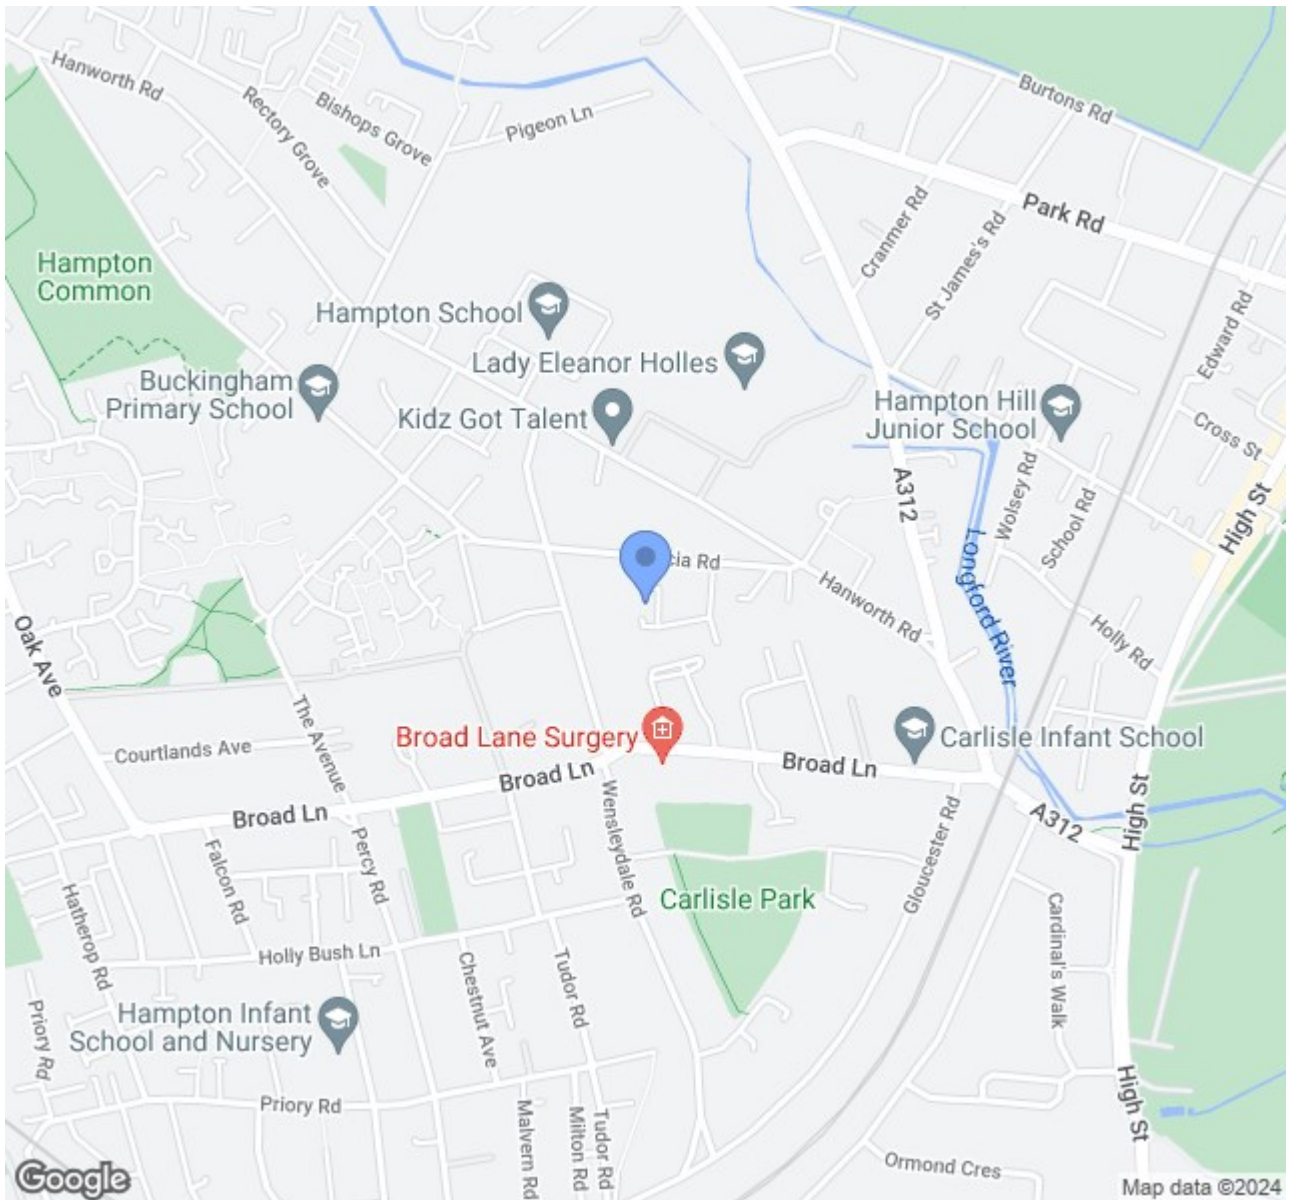 Hanworth Rd
Rectory Grove
Bishops Grove
Pigeon Ln
Burtons Rd
Park Rd
Cranmer Rd
St James's Rd
Edward Rd
Hampton
Common
Hampton School
Lady Eleanor Holles
Buckingham
Primary School
Kidz Got Talent
Hampton Hill
Junior School
Cross St
High St
A312
Wolsey Rd
School Rd
cia Rd
Hanworth Rd
Longford River
Holly Rd
Oak Ave
The Avenue
Courtlands Ave
Broad Lane Surgery
Carlisle Infant School
Broad Ln
Broad Ln
Broad Ln
Wensleydale Rd
Gloucester Rd
A312
High St
Falcon Rd
Percy Rd
Hatherop Rd
Carlisle Park
Cardinal's Walk
Holly Bush Ln
Chestnut Ave
Tudor Rd
Priory Rd
Hampton Infant
School and Nursery
Priory Rd
Malvern Rd
Milton Rd
Tudor Rd
High St
Ormond Cres
Google
Map data ©2024